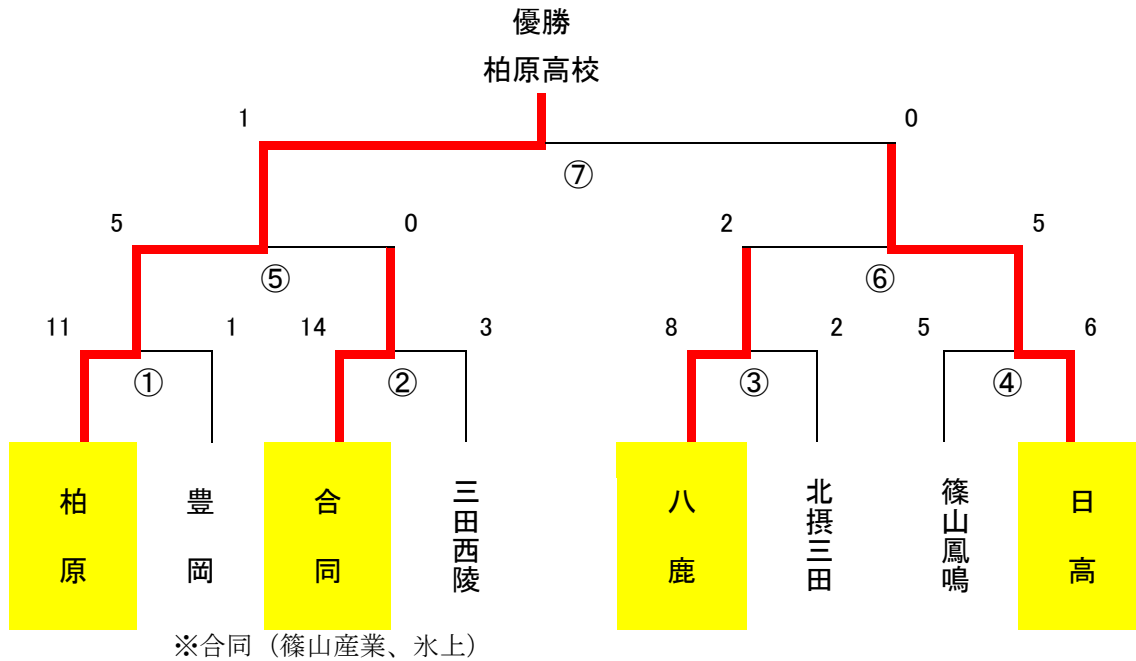 優勝
柏原高校
1 0
⑦
5 0 2 5
⑤ ⑥
11 1 14 3 8 2 5 6
① ② ③ ④
柏原
豊岡
合同
三田西陵
八鹿
北摂三田
篠山鳳鳴
日高
※合同（篠山産業、氷上）